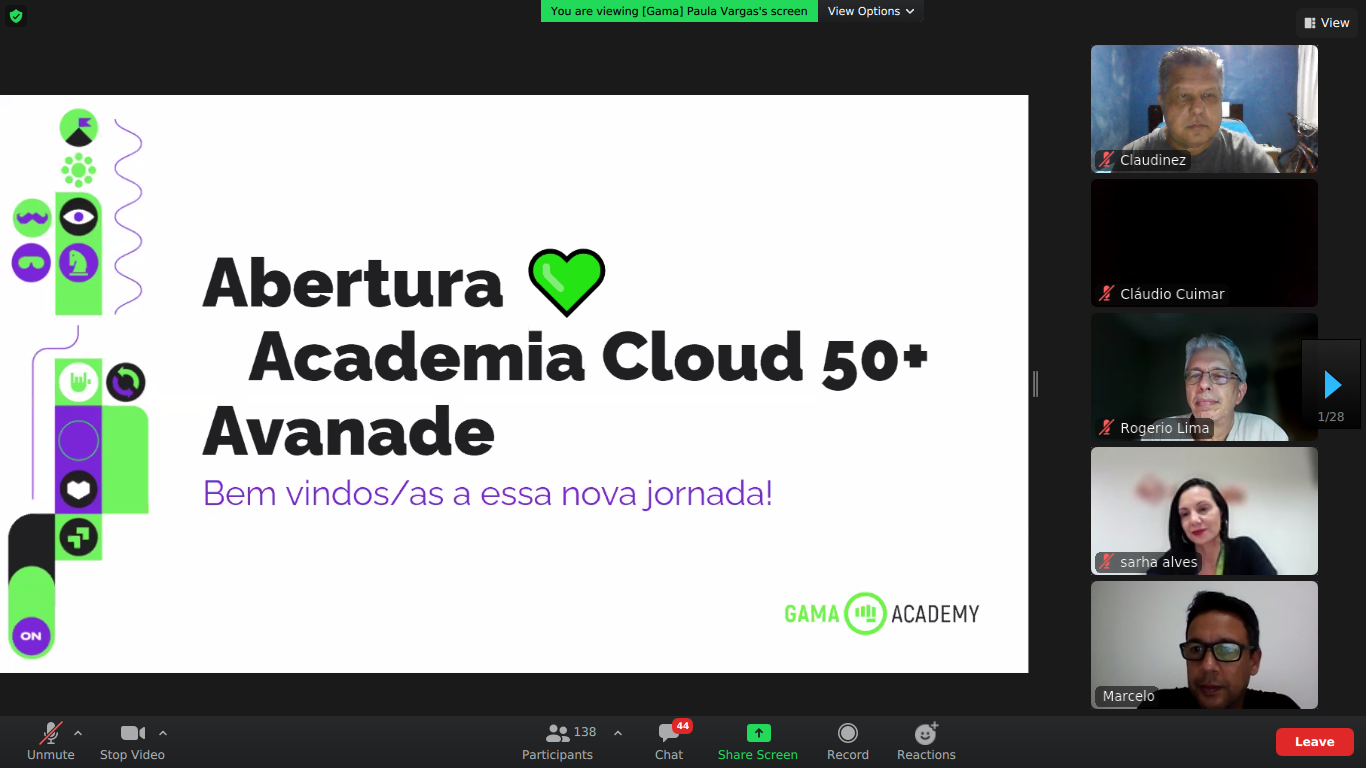 You are viewing [Gama] Paula Vargas's screen
View Options
View
Claudinez
Cláudio Cuimar
Rogerio Lima
1/28
sarha alves
Marcelo
Abertura
Academia Cloud 50+
Avanade
Bem vindos/as a essa nova jornada!
GAMA ACADEMY
ON
Unmute
Stop Video
138
Participants
44
Chat
Share Screen
Record
Reactions
Leave